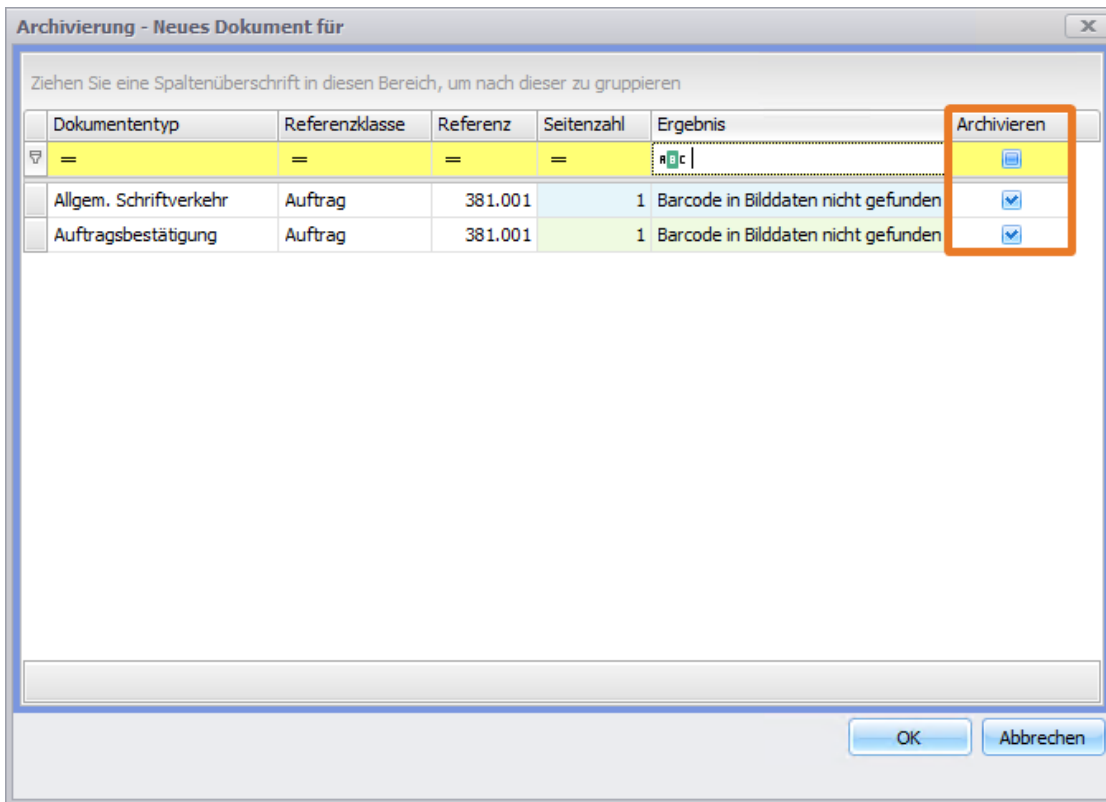 Archivierung - Neues Dokument für
Ziehen Sie eine Spaltenüberschrift in diesen Bereich, um nach dieser zu gruppieren
Dokumententyp Referenzklasse Referenz Seitenzahl Ergebnis Archivieren
= = = = ABC
Allgem. Schriftverkehr Auftrag 381.001 1 Barcode in Bilddaten nicht gefunden
Auftragsbestätigung Auftrag 381.001 1 Barcode in Bilddaten nicht gefunden
OK Abbrechen